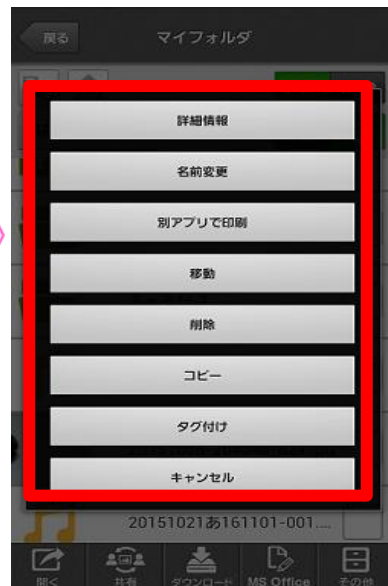 戻る
マイフォルダ
詳細情報
名前変更
別アプリで印刷
移動
削除
コピー
タグ付け
キャンセル
20151021あ161101-001....
開く
共有
ダウンロード
MS Office
その他